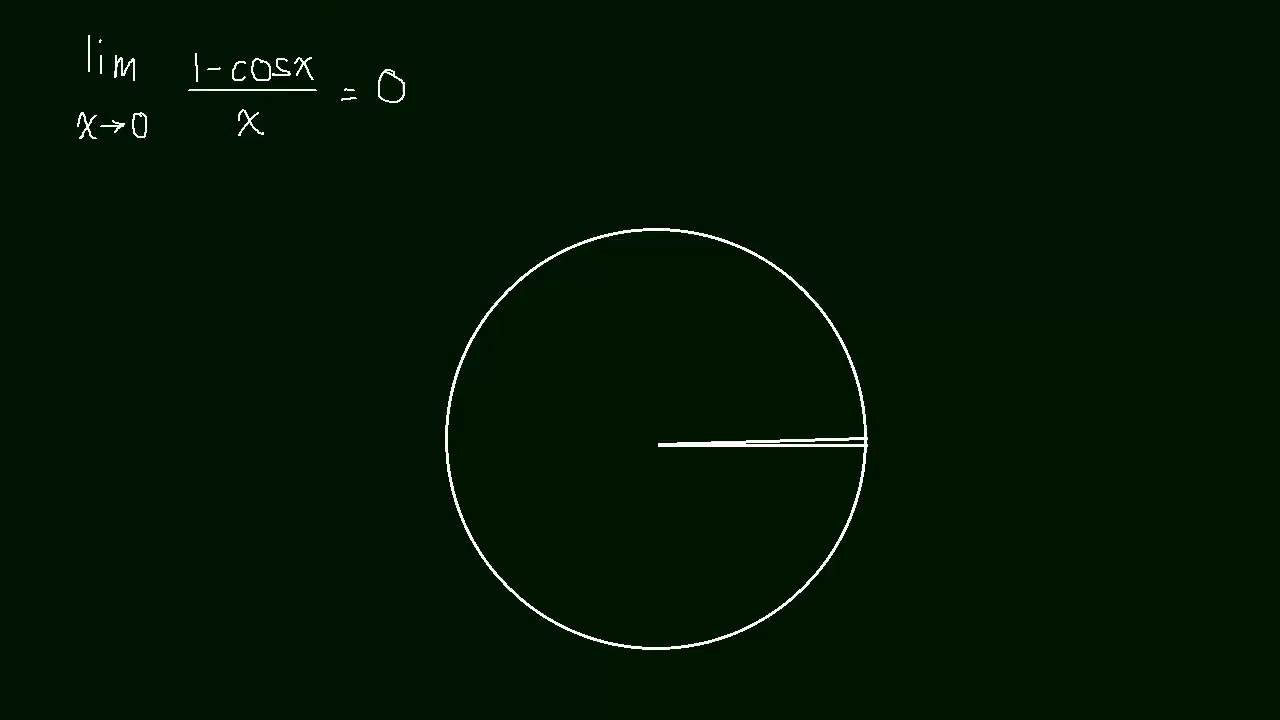 lim 1-cosx / x = 0
x→0